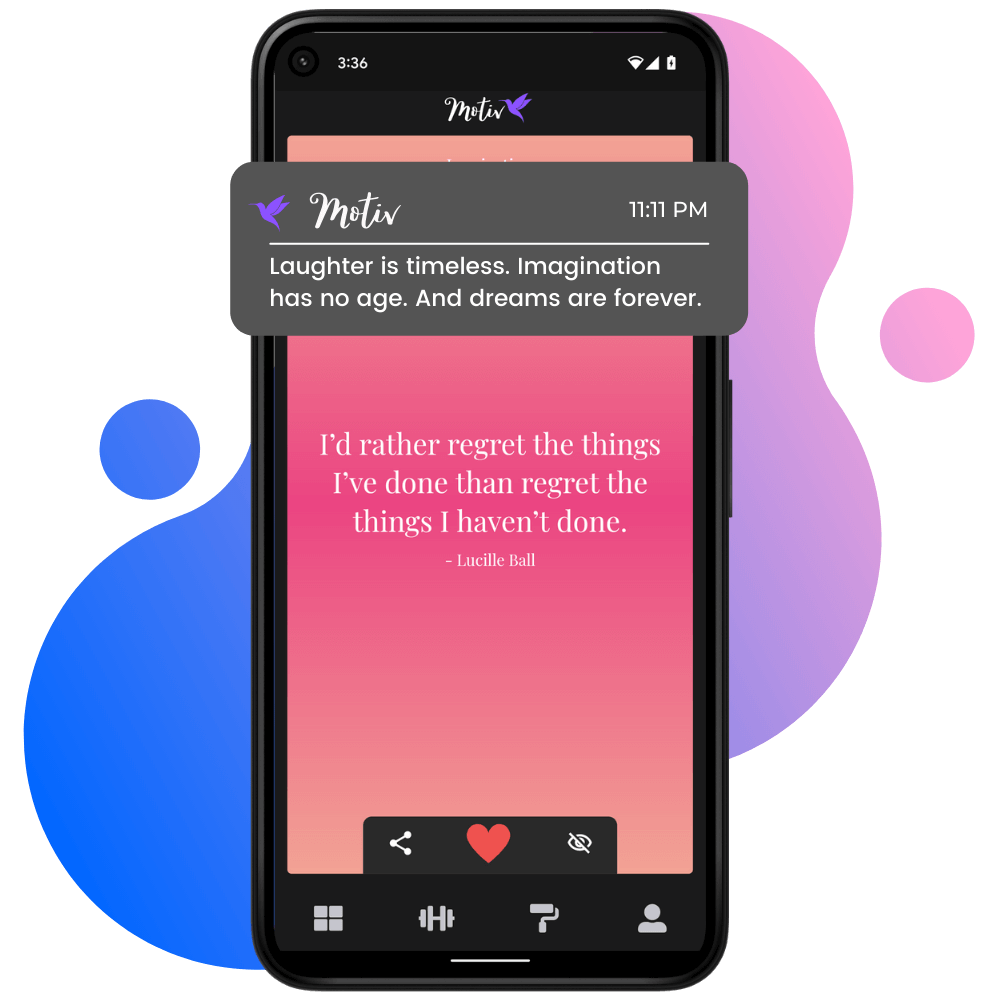 3:36
Motiv
Motiv
11:11 PM
Laughter is timeless. Imagination
has no age. And dreams are forever.
I’d rather regret the things
I’ve done than regret the
things I haven’t done.
- Lucille Ball